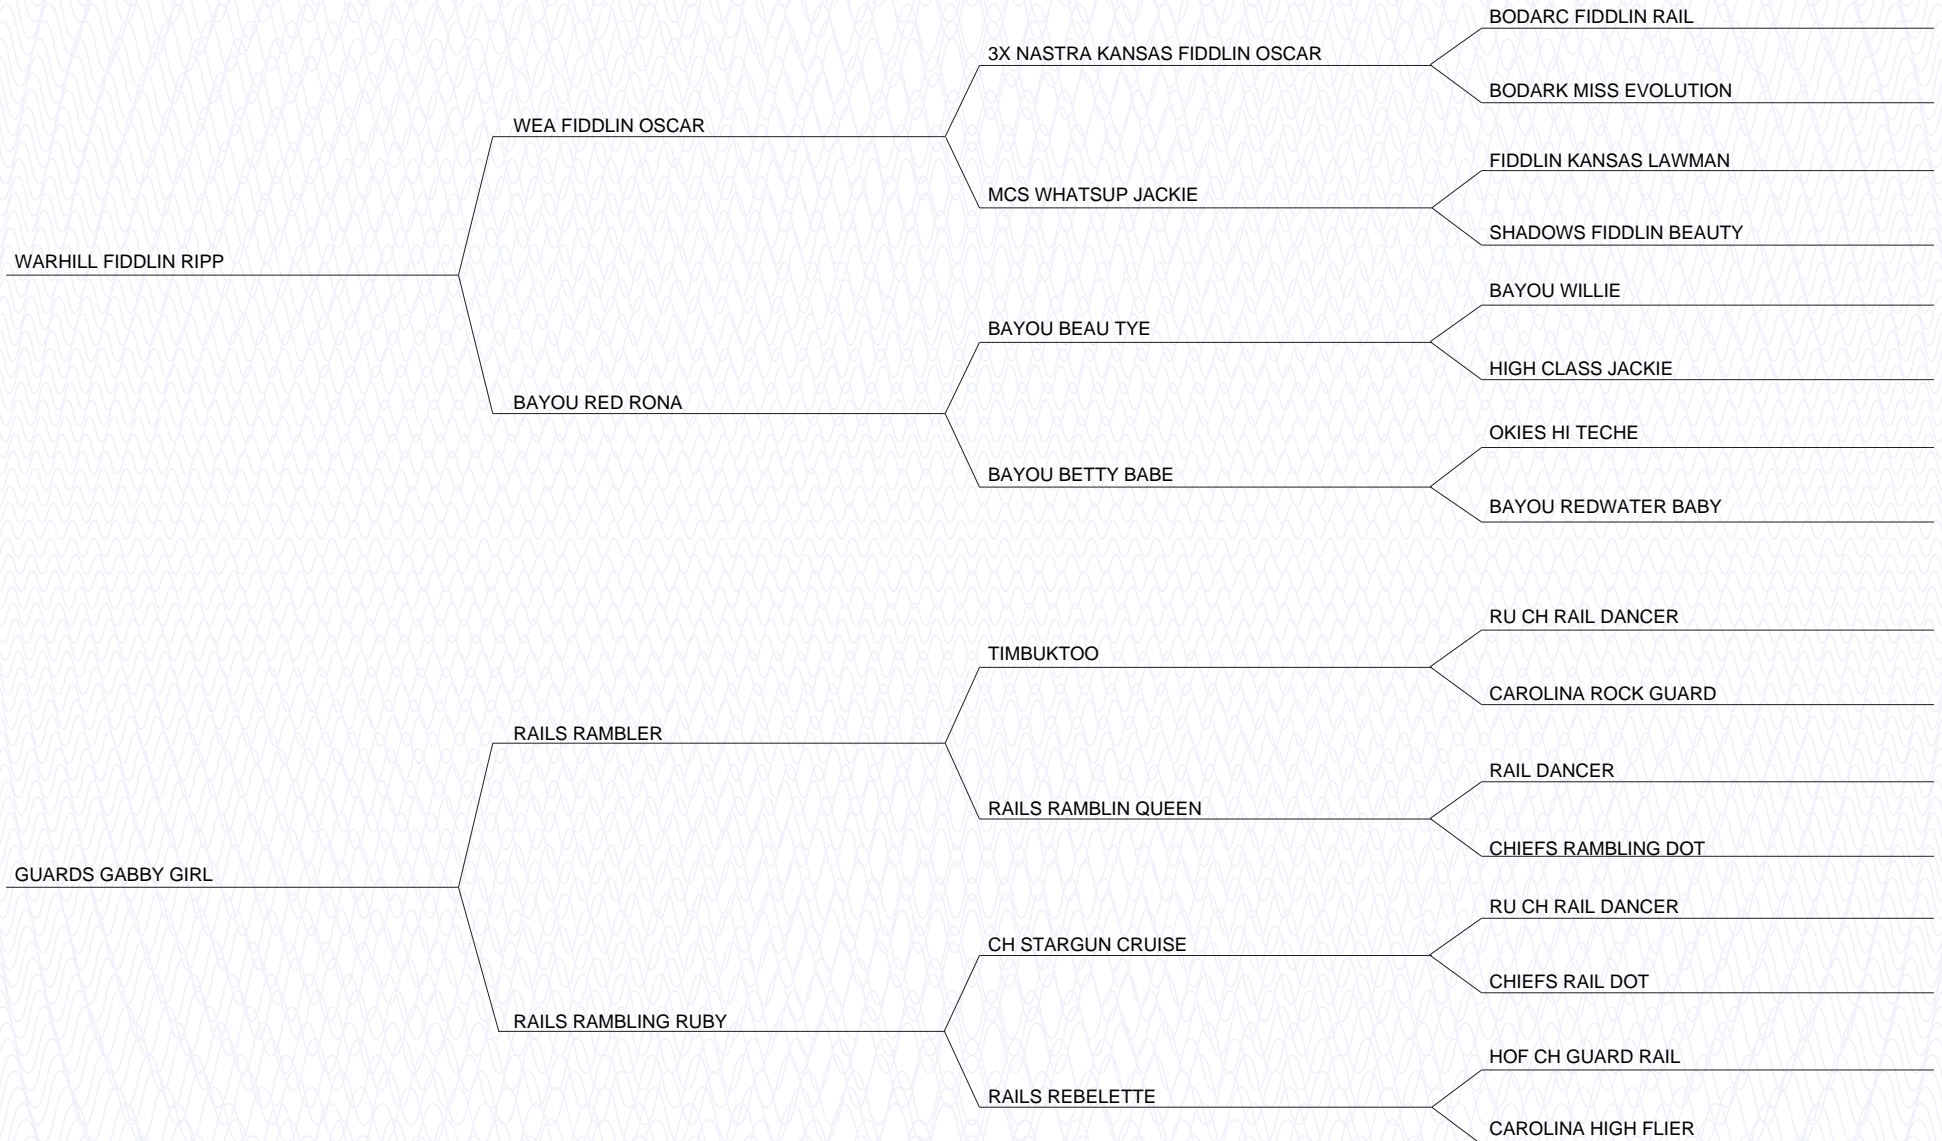 BODARC FIDDLIN RAIL
3X NASTRA KANSAS FIDDLIN OSCAR
BODARK MISS EVOLUTION
WEA FIDDLIN OSCAR
FIDDLIN KANSAS LAWMAN
MCS WHATSUP JACKIE
SHADOWS FIDDLIN BEAUTY
WARHILL FIDDLIN RIPP
BAYOU WILLIE
BAYOU BEAU TYE
HIGH CLASS JACKIE
BAYOU RED RONA
OKIES HI TECHE
BAYOU BETTY BABE
BAYOU REDWATER BABY
RU CH RAIL DANCER
TIMBUKTOO
CAROLINA ROCK GUARD
RAILS RAMBLER
RAIL DANCER
RAILS RAMBLIN QUEEN
CHIEFS RAMBLING DOT
GUARDS GABBY GIRL
RU CH RAIL DANCER
CH STARGUN CRUISE
CHIEFS RAIL DOT
RAILS RAMBLING RUBY
HOF CH GUARD RAIL
RAILS REBELETTE
CAROLINA HIGH FLIER